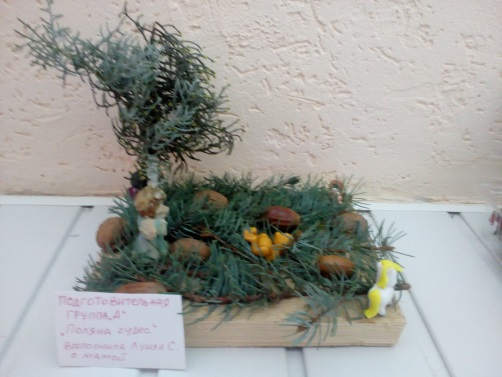 ПОДГОТОВИТЕЛЬНАЯ
ГРУППА „А"
„Поляна чудес."
выполнила С.
с мамой